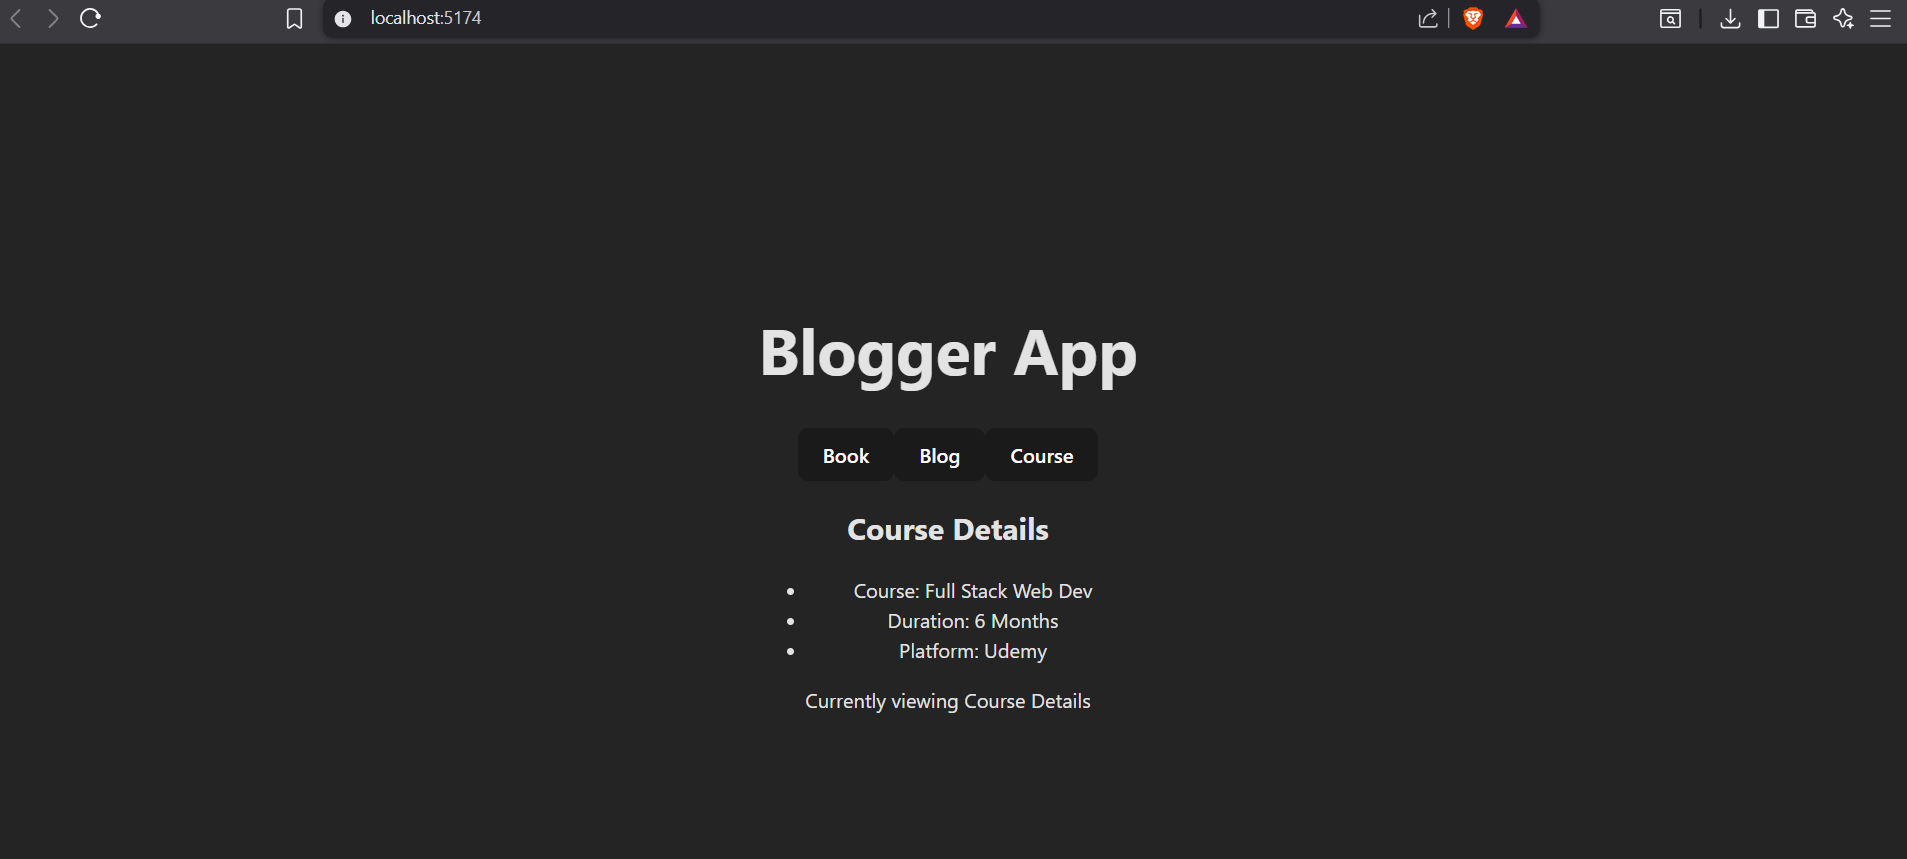 localhost:5174
Blogger App
Book Blog Course
Course Details
• Course: Full Stack Web Dev
• Duration: 6 Months
• Platform: Udemy
Currently viewing Course Details